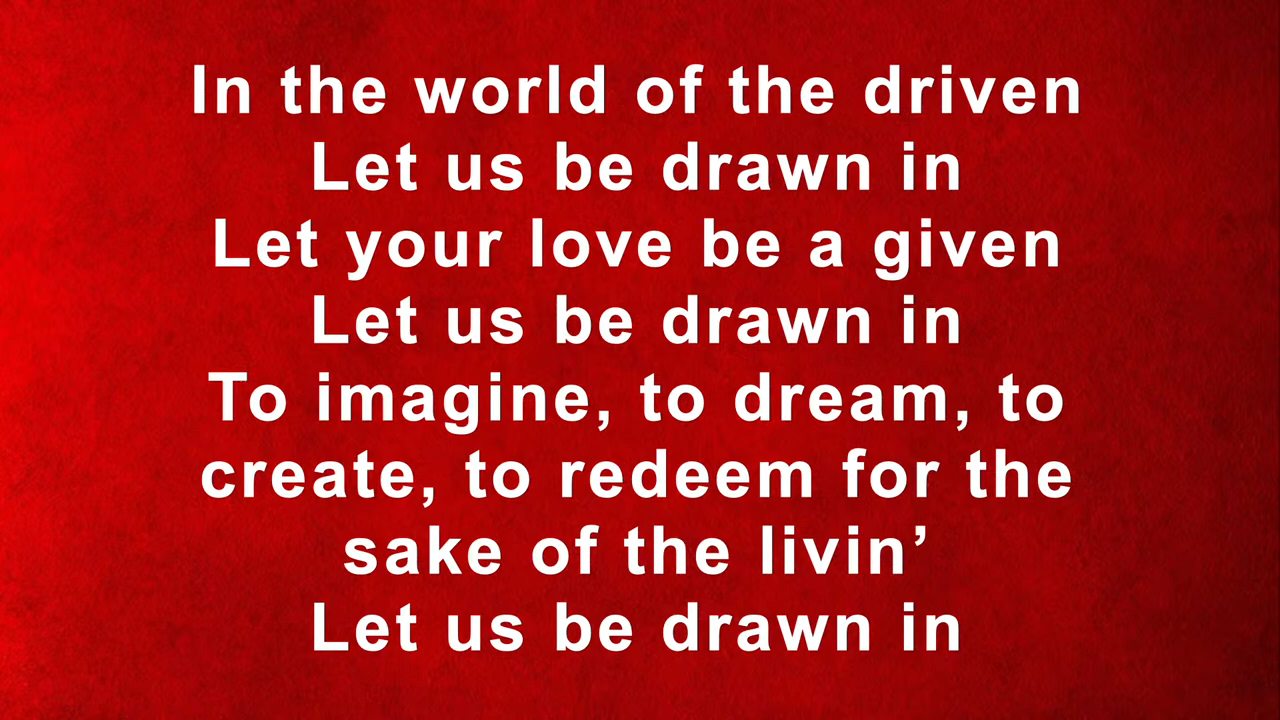 In the world of the driven
Let us be drawn in
Let your love be a given
Let us be drawn in
To imagine, to dream, to
create, to redeem for the
sake of the livin’
Let us be drawn in